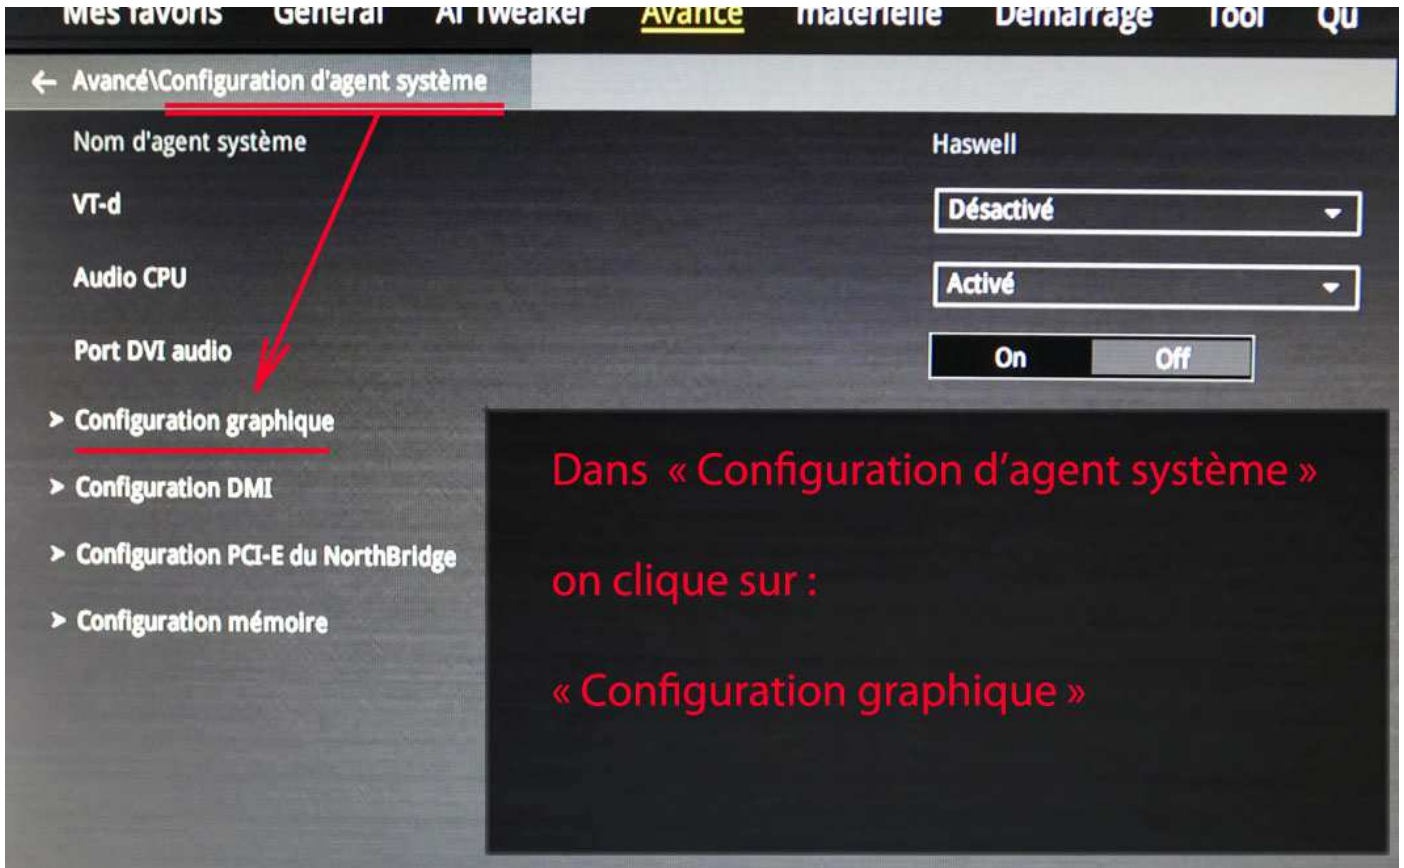 Mes favoris Général Ai Tweaker Avancé matérielle Démarrage Tool Qu
← Avancé\Configuration d'agent système
Nom d'agent système Haswell
VT-d Désactivé
Audio CPU Activé
Port DVI audio On Off
> Configuration graphique
> Configuration DMI
> Configuration PCI-E du NorthBridge
> Configuration mémoire
Dans « Configuration d’agent système »
on clique sur :
« Configuration graphique »